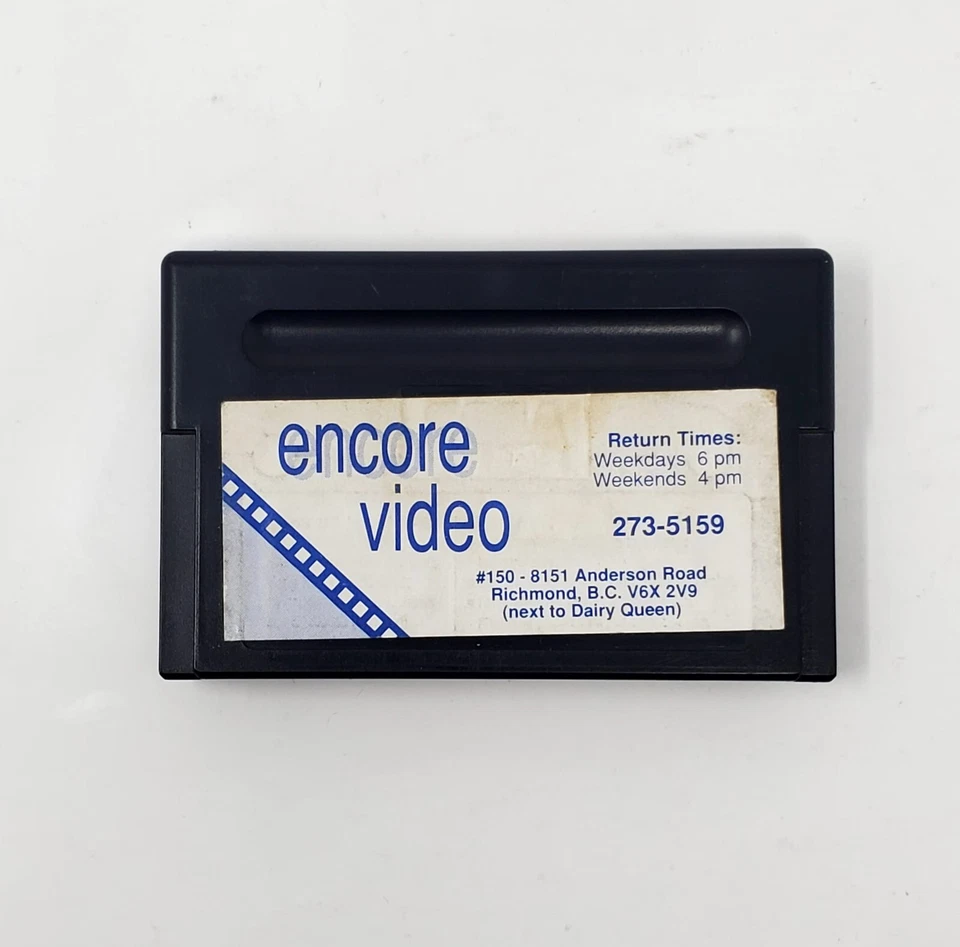 encore
video
Return Times:
Weekdays 6 pm
Weekends 4 pm
273-5159
#150 - 8151 Anderson Road
Richmond, B.C. V6X 2V9
(next to Dairy Queen)